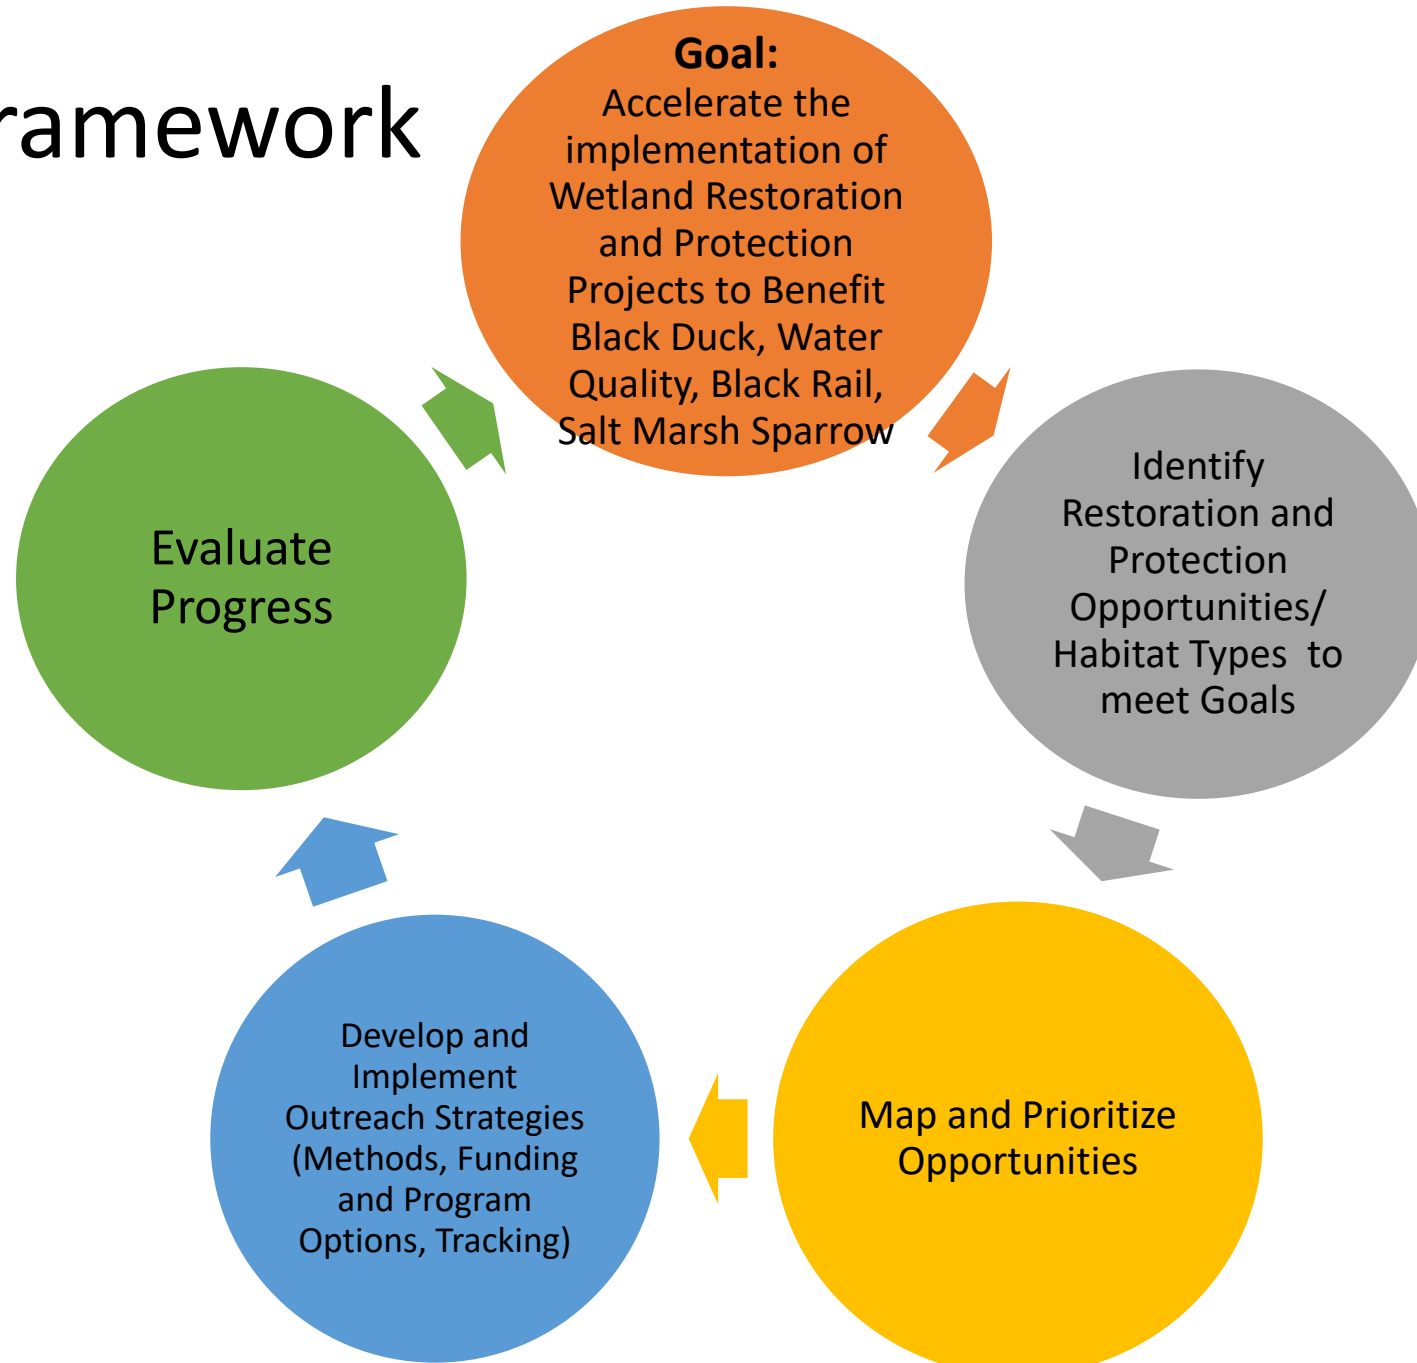 ramework
Goal:
Accelerate the
implementation of
Wetland Restoration
and Protection
Projects to Benefit
Black Duck, Water
Quality, Black Rail,
Salt Marsh Sparrow
Identify
Restoration and
Protection
Opportunities/
Habitat Types  to
meet Goals
Map and Prioritize
Opportunities
Develop and
Implement
Outreach Strategies
(Methods, Funding
and Program
Options, Tracking)
Evaluate
Progress